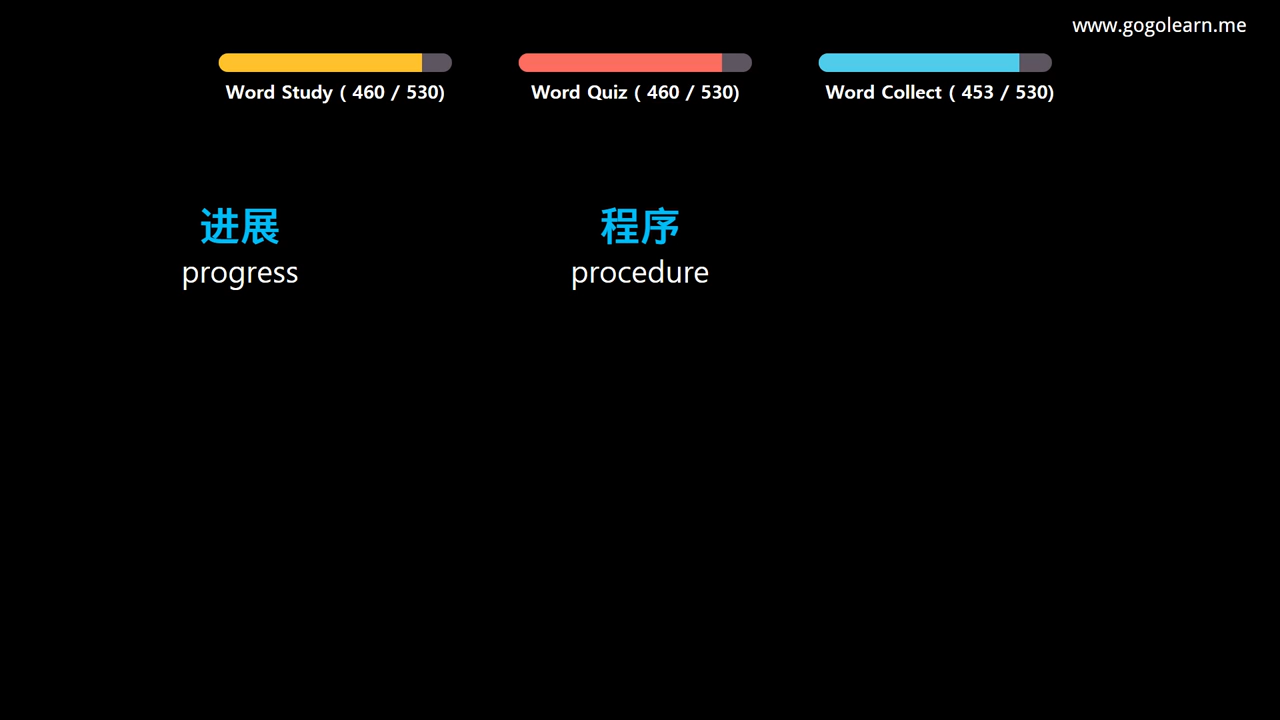 www.gogolearn.me
Word Study ( 460 / 530)
Word Quiz ( 460 / 530)
Word Collect ( 453 / 530)
进展
progress
程序
procedure